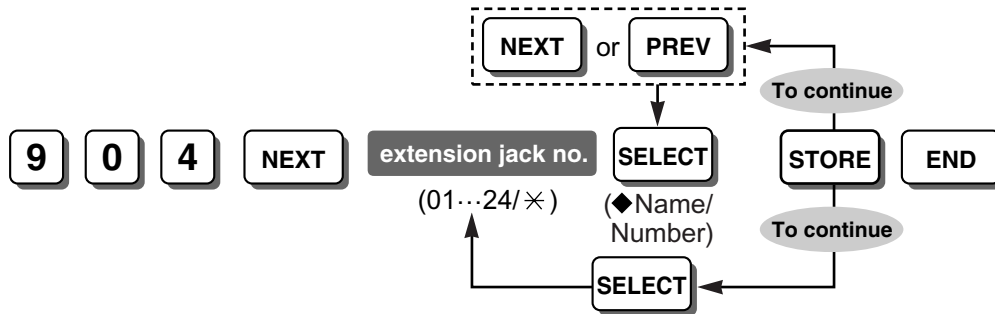 NEXT or PREV
To continue
9 0 4 NEXT extension jack no. SELECT STORE END
(01···24/✳) (◆Name/
Number)
To continue
SELECT